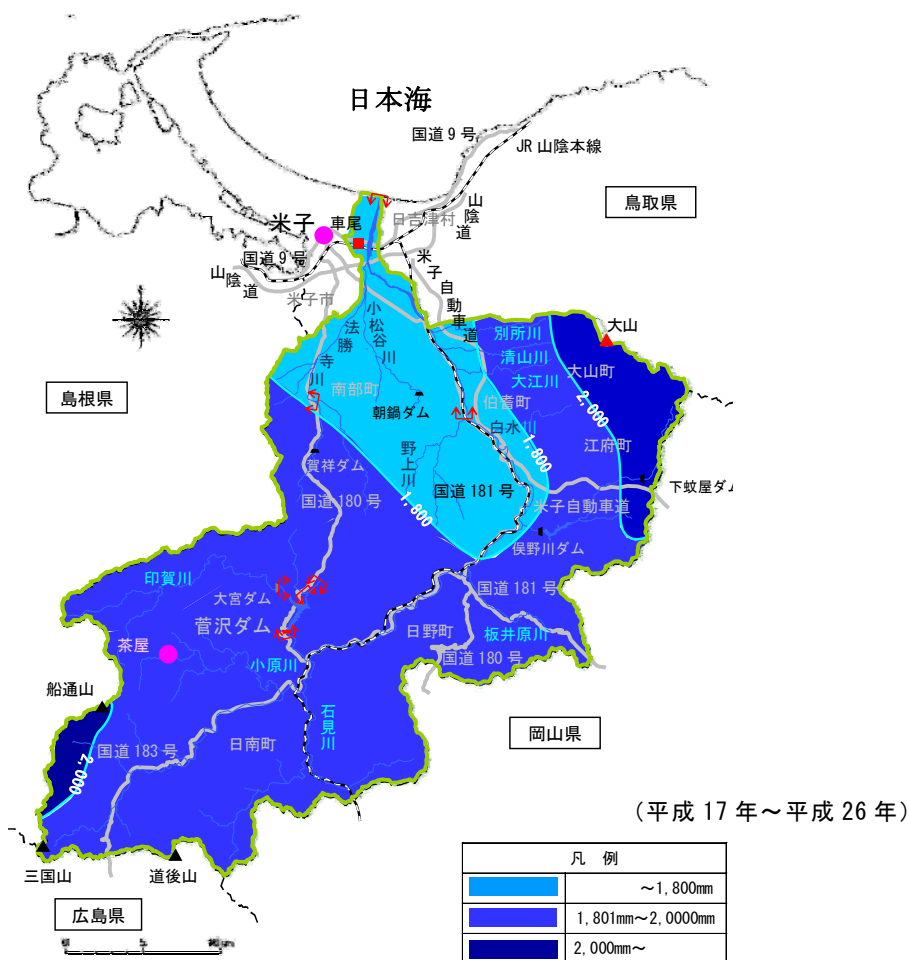 日本海
国道9号
JR山陰本線
鳥取県
山陰道
日吉津村
米子
車尾
国道9号
山陰道
米子自動車道
米子市
小松谷川
法勝寺川
別所川
大山
清山川
大江川
大山町
島根県
南部町
伯耆町
2,000
朝鍋ダム
白水川
江府町
野上川
1,800
賀祥ダム
下蚊屋ダム
国道181号
国道180号
1,800
米子自動車道
俣野川ダム
印賀川
国道181号
大宮ダム
菅沢ダム
日野町
板井原川
茶屋
小原川
国道180号
船通山
石見川
岡山県
国道183号
日南町
2,000
(平成17年~平成26年)
三国山
道後山
凡 例
~1,800mm
広島県
1,801mm~2,0000mm
2,000mm~